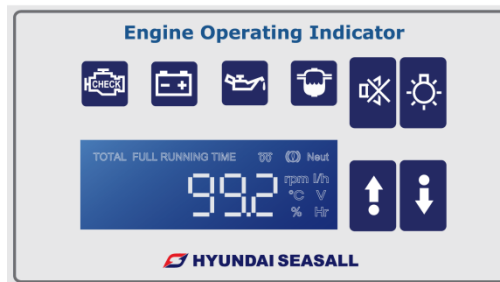 Engine Operating Indicator
CHECK
TOTAL FULL RUNNING TIME Neut
99.2 rpm l/h
°C V
% Hr
HYUNDAI SEASALL